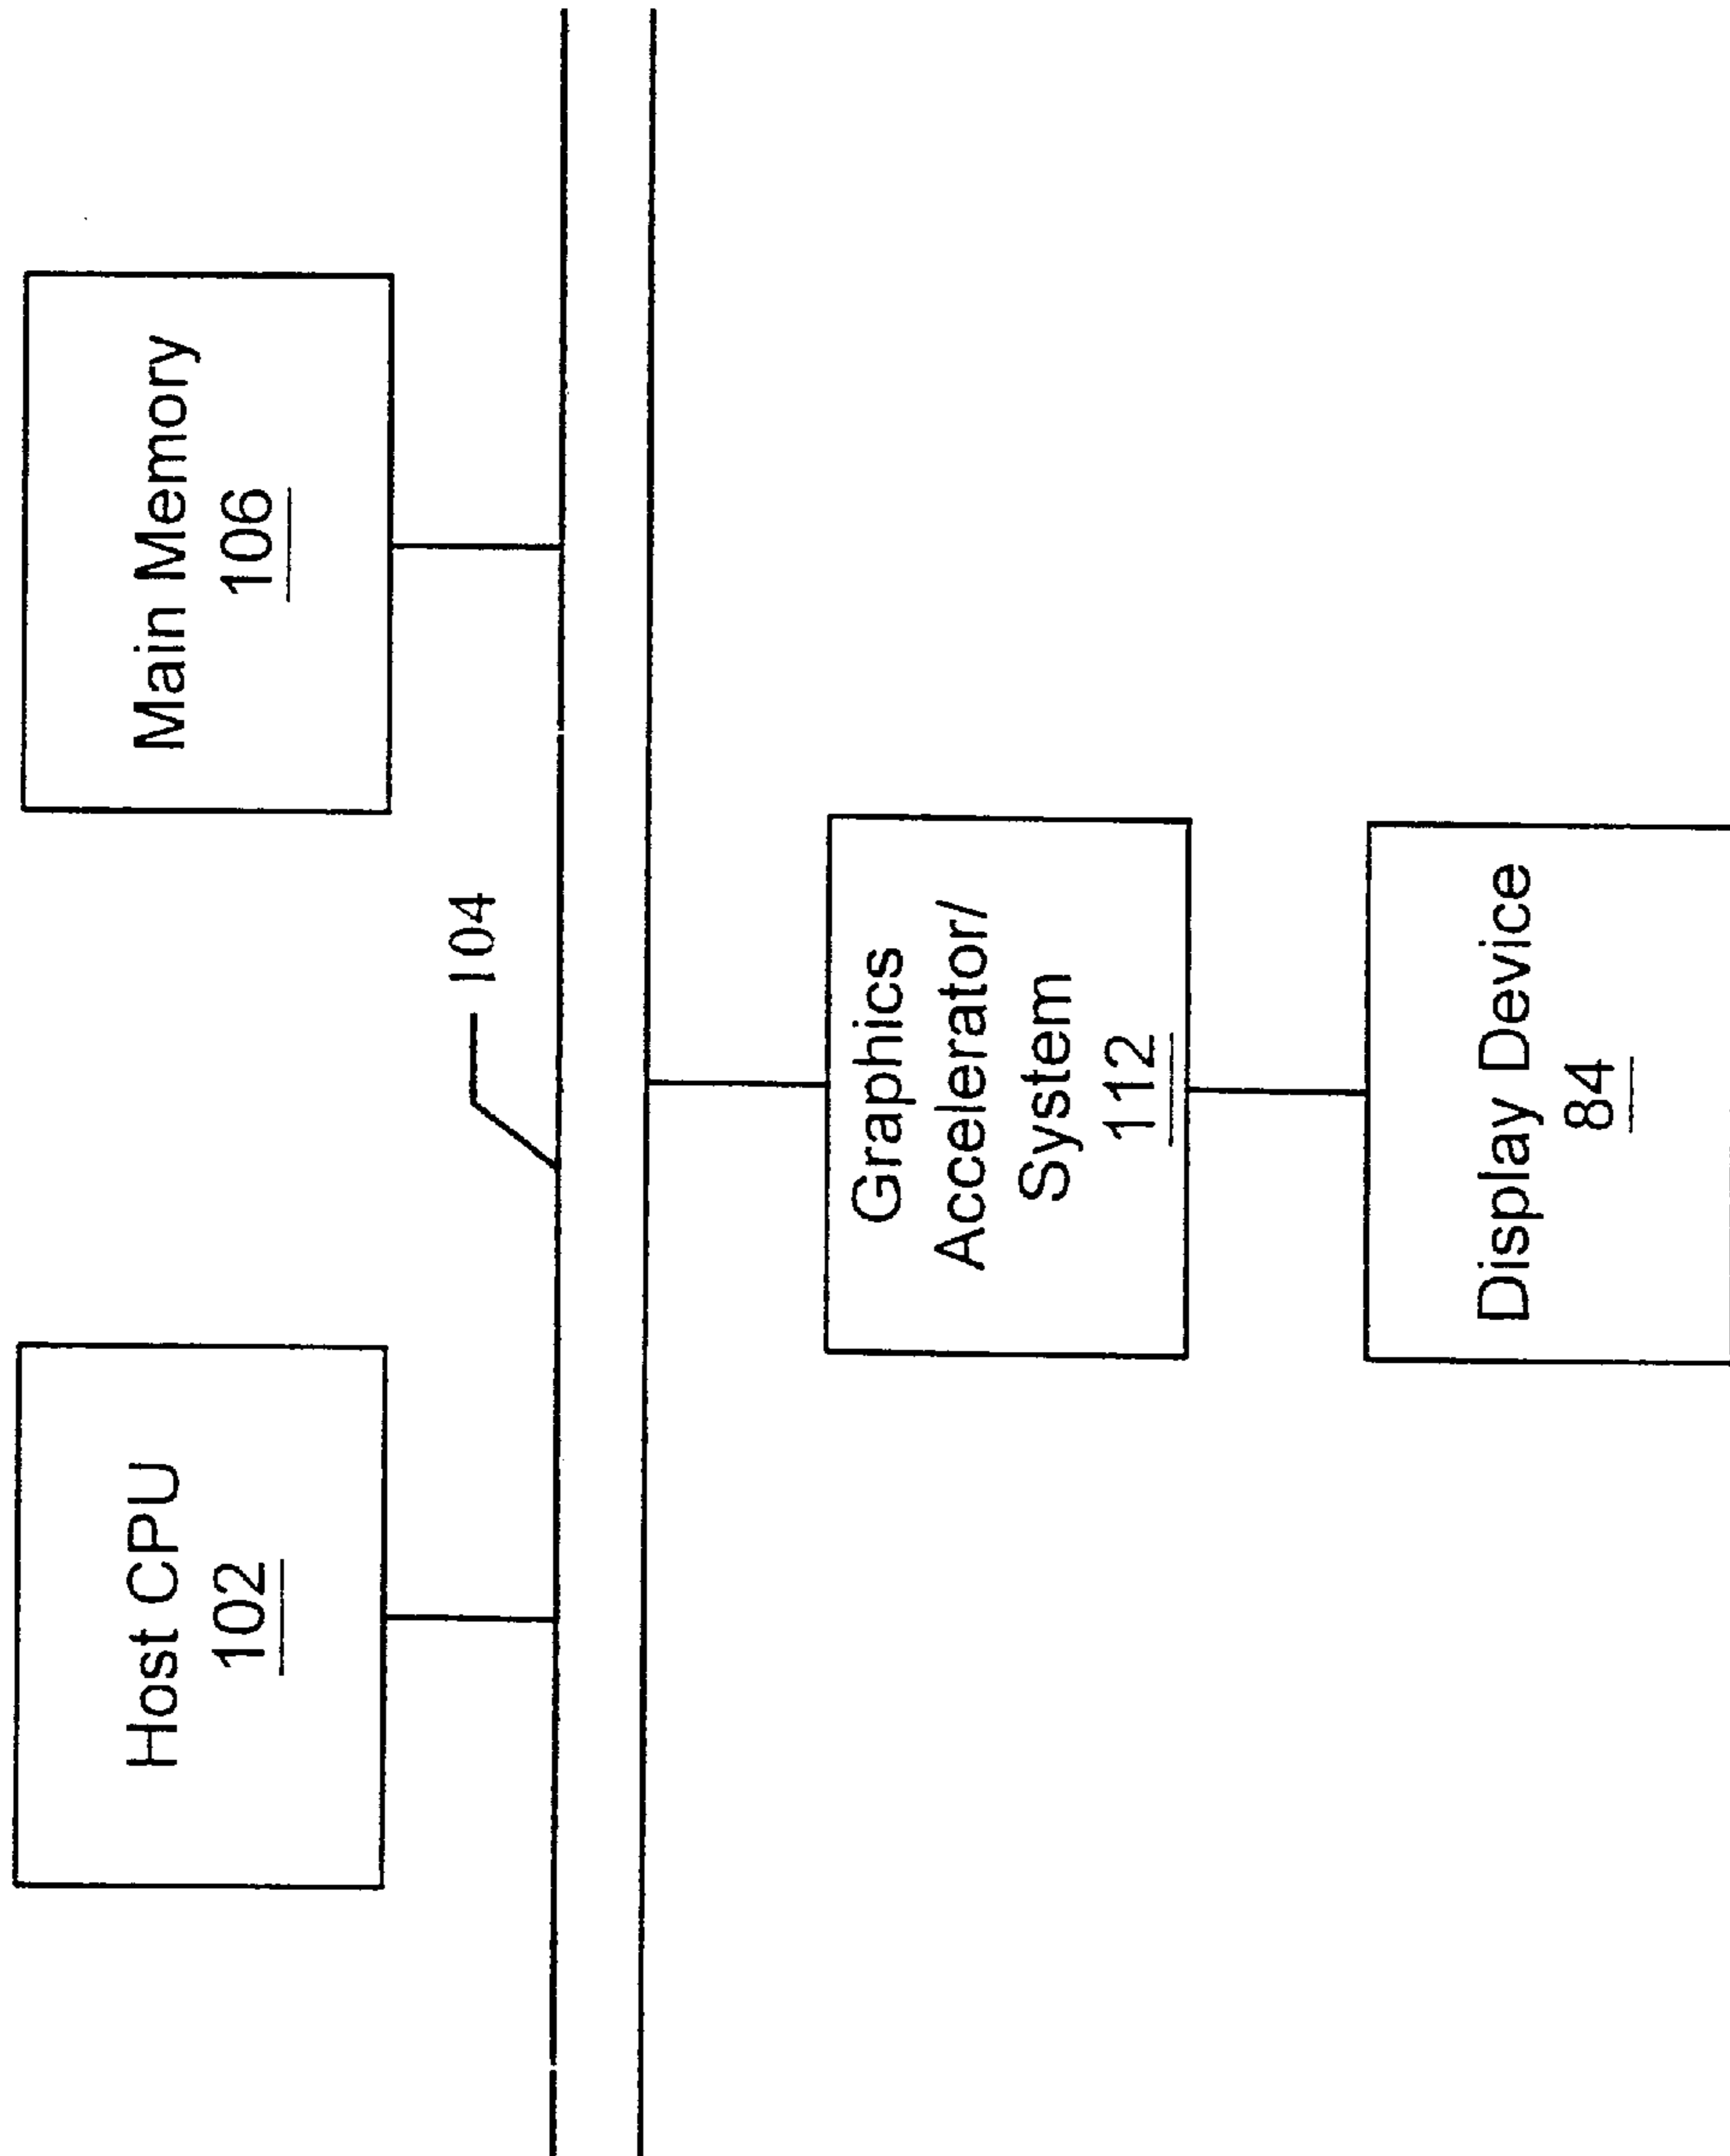 Host CPU
102
Main Memory
106
104
Graphics
Accelerator/
System
112
Display Device
84